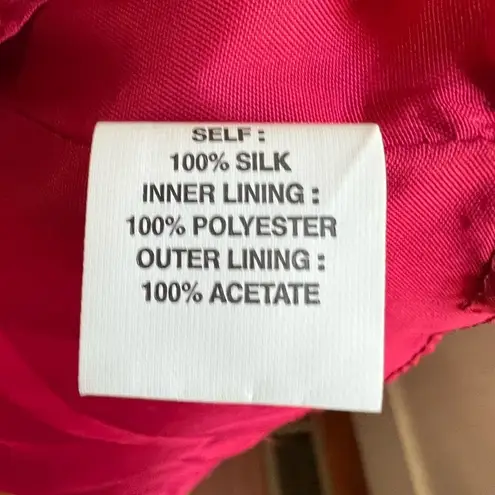 SELF :
100% SILK
INNER LINING :
100% POLYESTER
OUTER LINING :
100% ACETATE